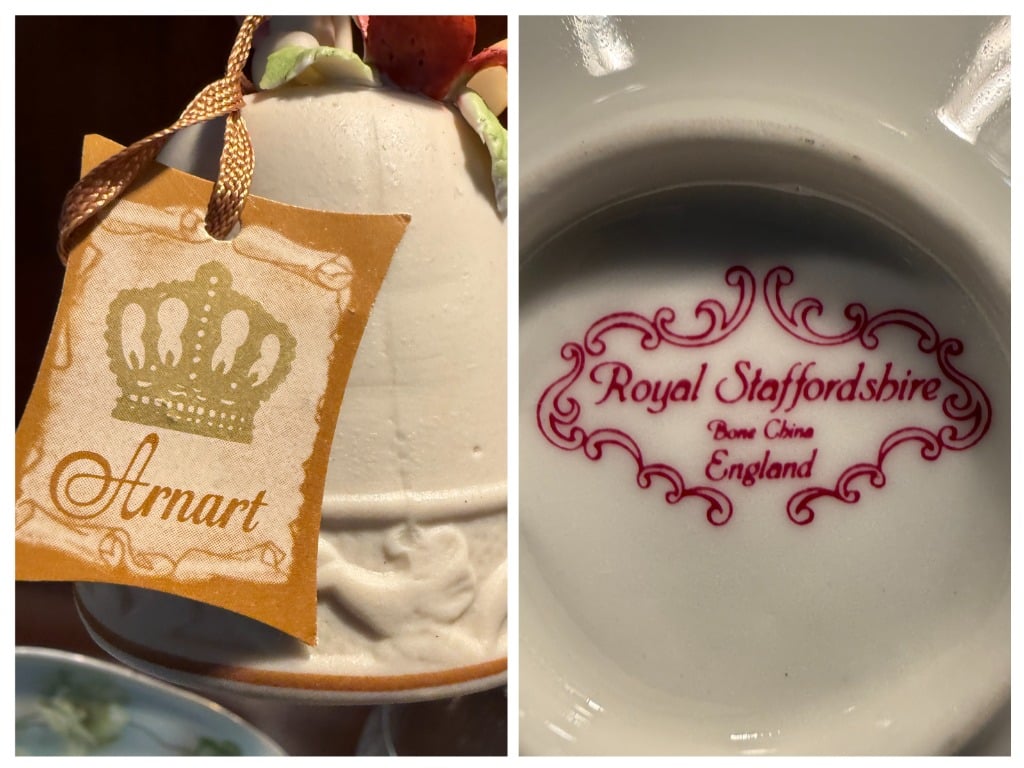 Arnart
Royal Staffordshire
Bone China
England